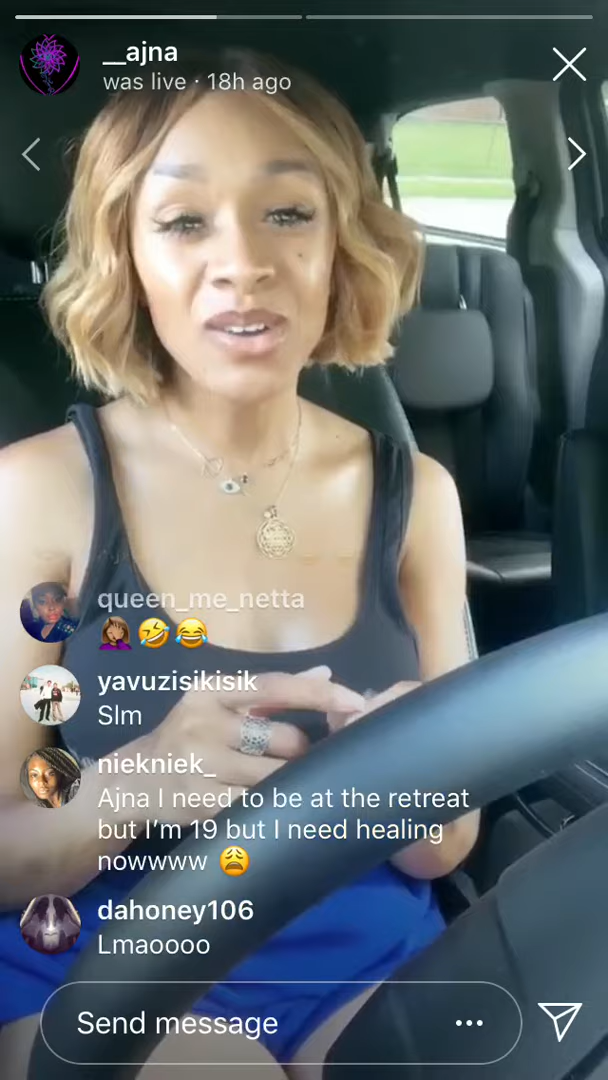 __ajna
was live · 18h ago
queen_me_netta
🤦🏾‍♀️🤣😂
yavuzisikisik
Slm
niekniek_
Ajna I need to be at the retreat
but I’m 19 but I need healing
nowwww 😩
dahoney106
Lmaoooo
Send message